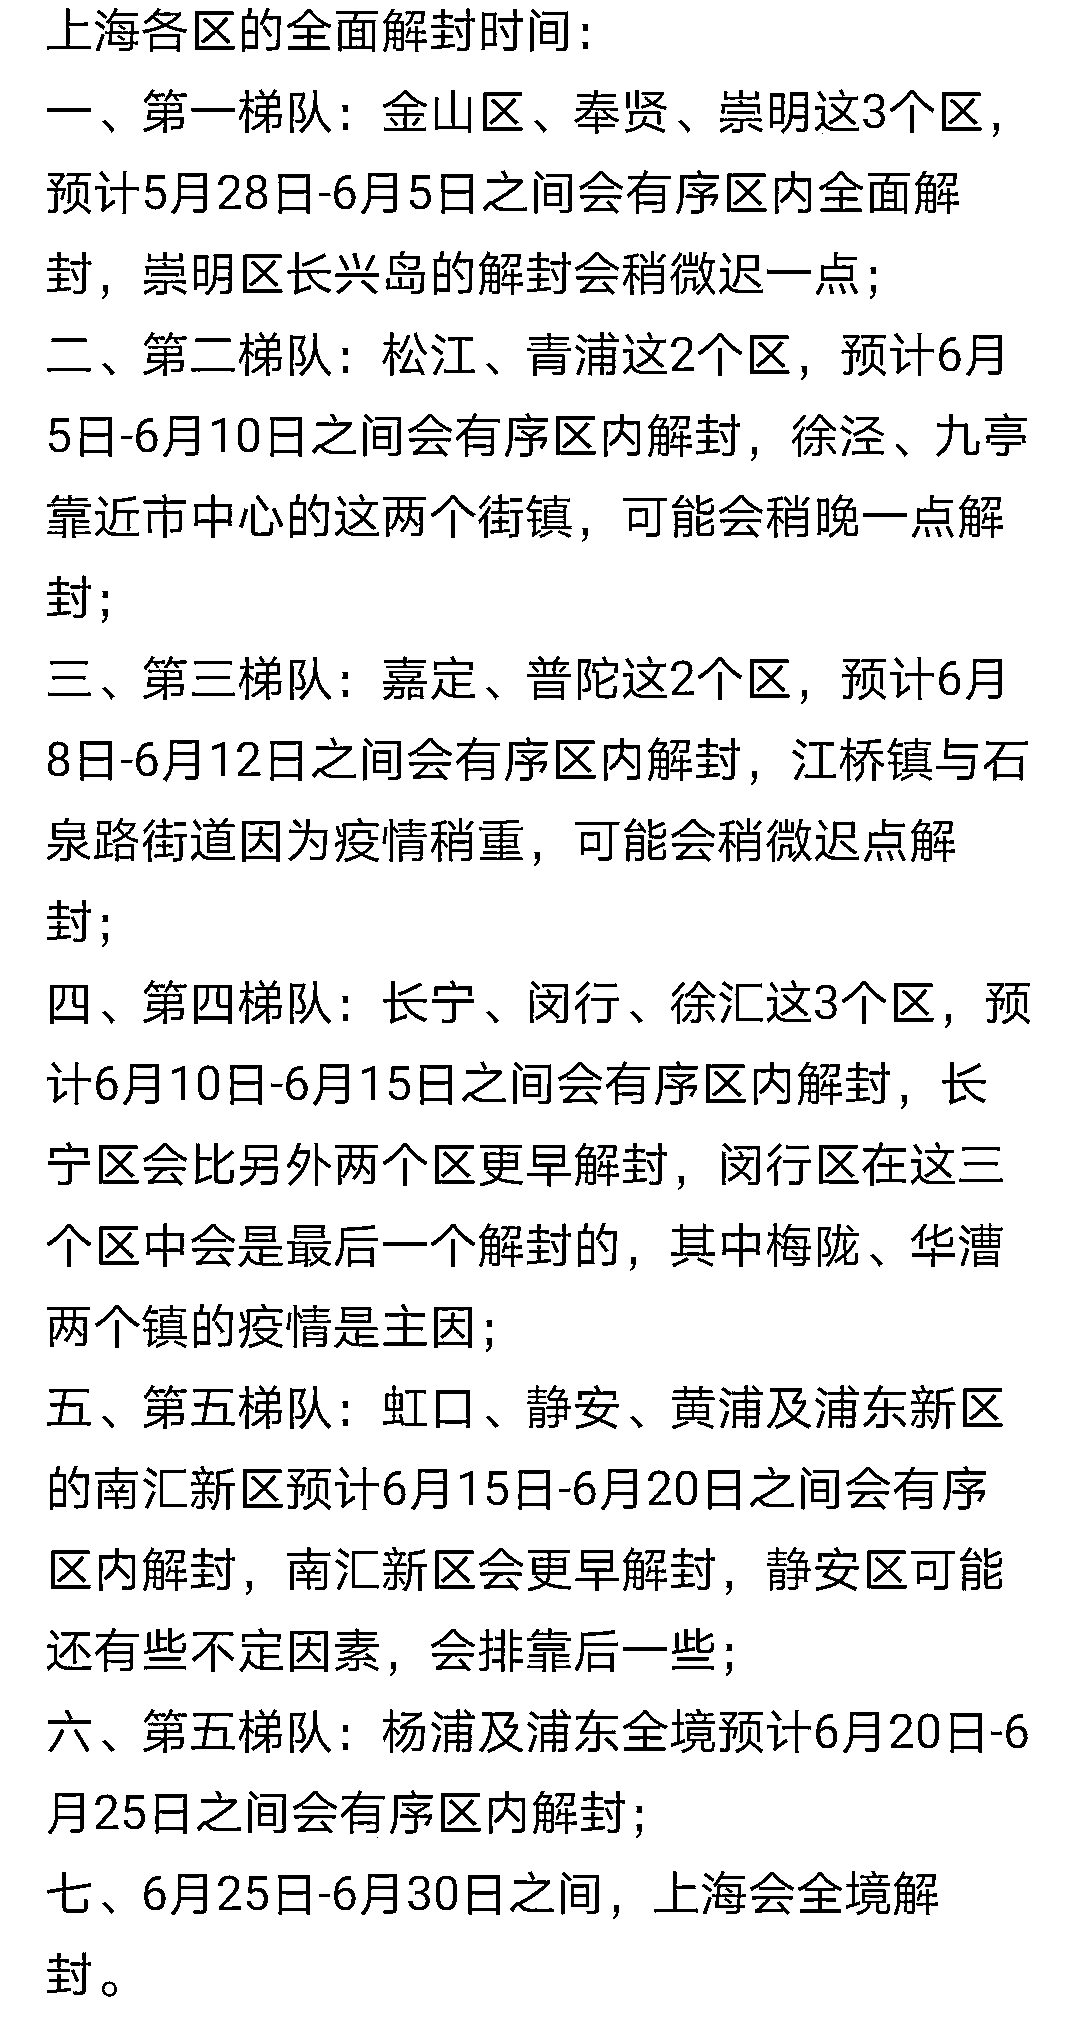 上海各区的全面解封时间：
一、第一梯队：金山区、奉贤、崇明这3个区，
预计5月28日-6月5日之间会有序区内全面解
封，崇明区长兴岛的解封会稍微迟一点；
二、第二梯队：松江、青浦这2个区，预计6月
5日-6月10日之间会有序区内解封，徐泾、九亭
靠近市中心的这两个街镇，可能会稍晚一点解
封；
三、第三梯队：嘉定、普陀这2个区，预计6月
8日-6月12日之间会有序区内解封，江桥镇与石
泉路街道因为疫情稍重，可能会稍微迟点解
封；
四、第四梯队：长宁、闵行、徐汇这3个区，预
计6月10日-6月15日之间会有序区内解封，长
宁区会比另外两个区更早解封，闵行区在这三
个区中会是最后一个解封的，其中梅陇、华漕
两个镇的疫情是主因；
五、第五梯队：虹口、静安、黄浦及浦东新区
的南汇新区预计6月15日-6月20日之间会有序
区内解封，南汇新区会更早解封，静安区可能
还有些不定因素，会排靠后一些；
六、第五梯队：杨浦及浦东全境预计6月20日-6
月25日之间会有序区内解封；
七、6月25日-6月30日之间，上海会全境解
封。